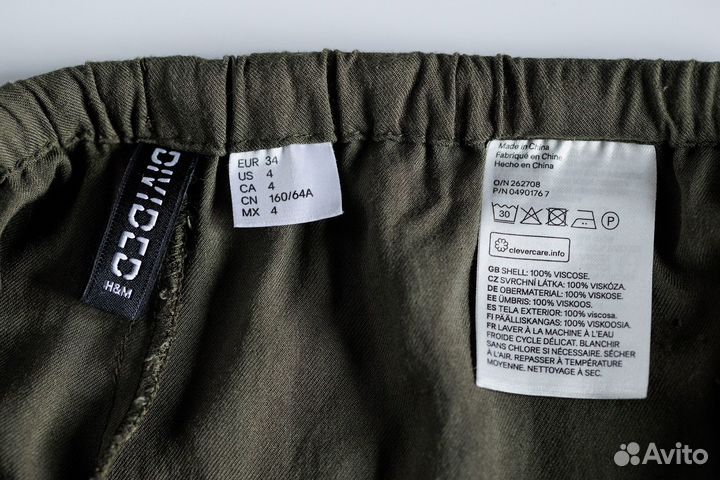 DIVIDED
H&M
EUR 34
US 4
CA 4
CN 160/64A
MX 4
Made in China
Fabriqué en Chine
Hecho en China
O/N 262708
P/N 0490176 7
30
P
clevercare.info
GB SHELL: 100% VISCOSE.
CZ SVRCHNÍ LÁTKA: 100% VISKÓZA.
DE OBERMATERIAL: 100% VISKOSE.
EE ÜMBRIS: 100% VISKOOS.
ES TELA EXTERIOR: 100% viscosa.
FI PÄÄLLISKANGAS: 100% VISKOOSIA
FR LAVER À LA MACHINE À L'EAU
FROIDE CYCLE DÉLICAT. BLANCHIR
SANS CHLORE SI NÉCESSAIRE. SÉCHER
À L'AIR. REPASSER À TEMPÉRATURE
MOYENNE. NETTOYAGE À SEC.
Avito